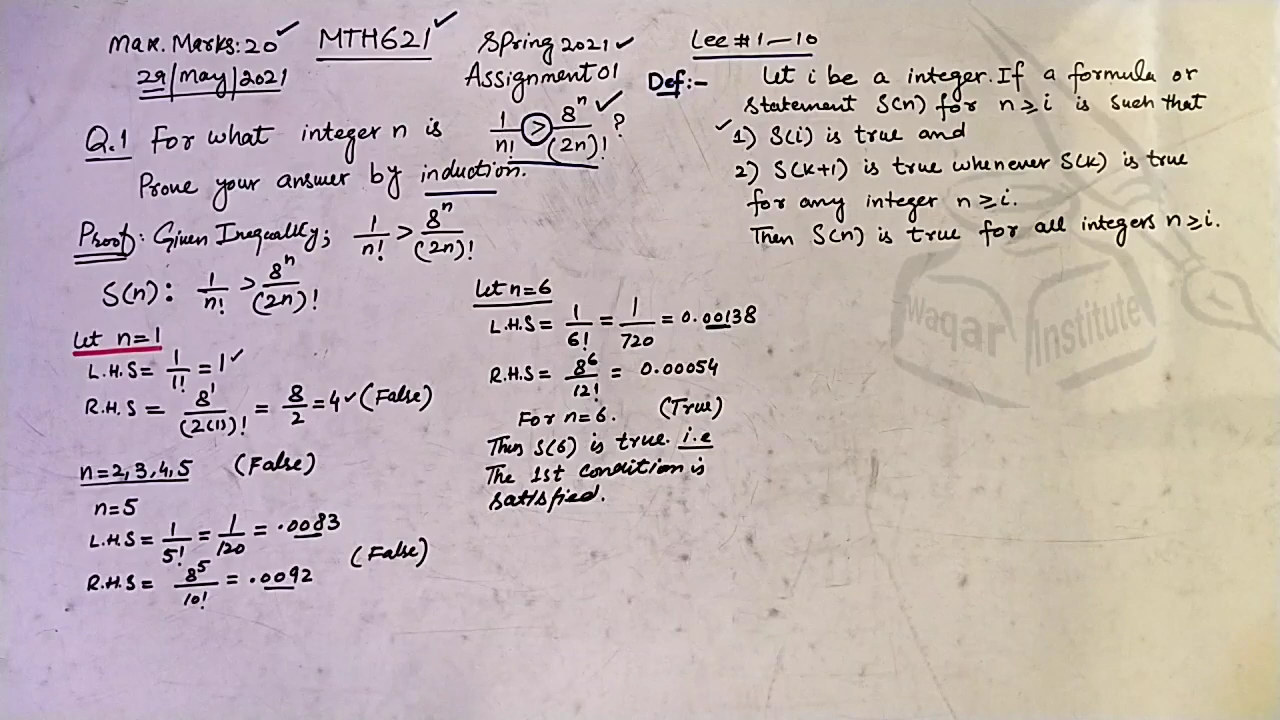 Max. Marks: 20 ✓ MTH621 ✓ Spring 2021 ✓ Lec # 1-10
29/May/2021 Assignment 01
Q.1 For what integer n is 1/n! > 8^n/(2n)! ✓ ?
Prove your answer by induction.
Proof: Given Inequality; 1/n! > 8^n/(2n)!
S(n): 1/n! > 8^n/(2n)!
Let n=1
L.H.S = 1/1! = 1 ✓
R.H.S = 8^1/(2(1))! = 8/2 = 4 ✓ (False)
n=2,3,4,5 (False)
n=5
L.H.S = 1/5! = 1/120 = .0083
(False)
R.H.S = 8^5/10! = .0092
Let n=6
L.H.S = 1/6! = 1/720 = 0.00138
R.H.S = 8^6/12! = 0.00054
For n=6. (True)
Thus S(6) is true. i.e
The 1st condition is
satisfied.
Def:- Let i be a integer. If a formula or
statement S(n) for n ≥ i is such that
✓ 1) S(i) is true and
2) S(k+1) is true whenever S(k) is true
for any integer n ≥ i.
Then S(n) is true for all integers n ≥ i.
Waqar Institute